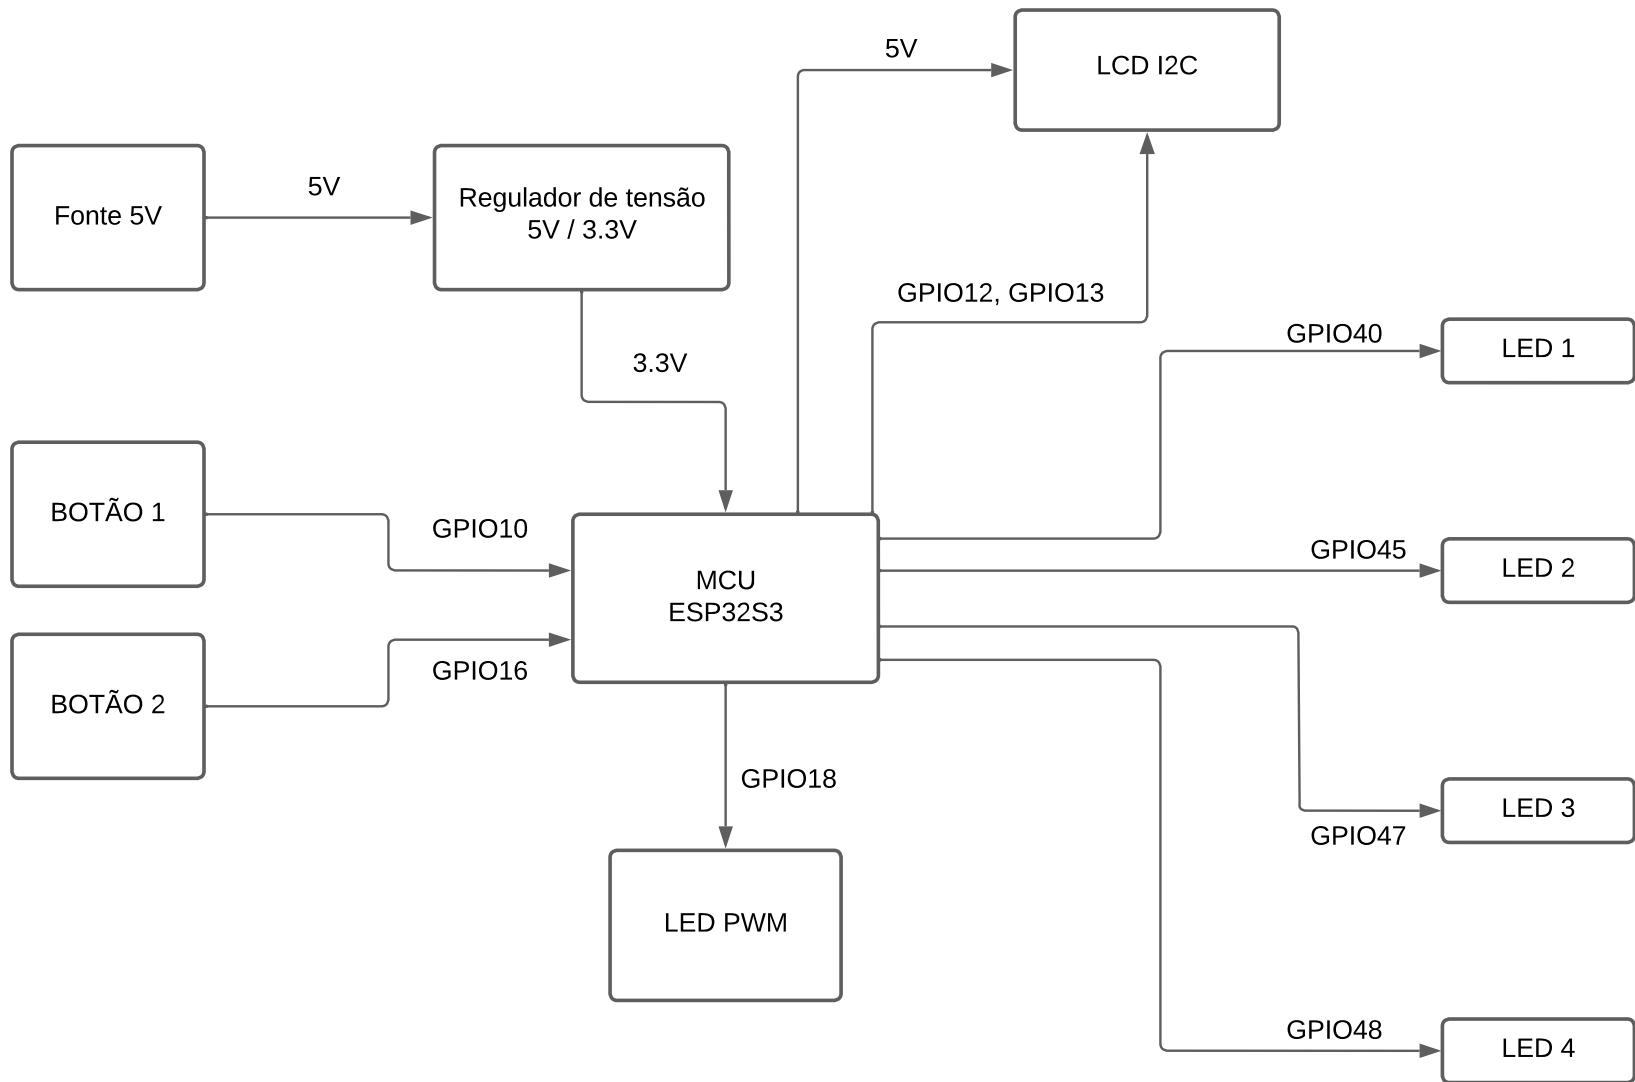 5V
LCD I2C
Fonte 5V
5V
Regulador de tensão
5V / 3.3V
GPIO12, GPIO13
3.3V
GPIO40
LED 1
BOTÃO 1
GPIO10
GPIO45
LED 2
MCU
ESP32S3
BOTÃO 2
GPIO16
GPIO18
LED 3
GPIO47
LED PWM
GPIO48
LED 4